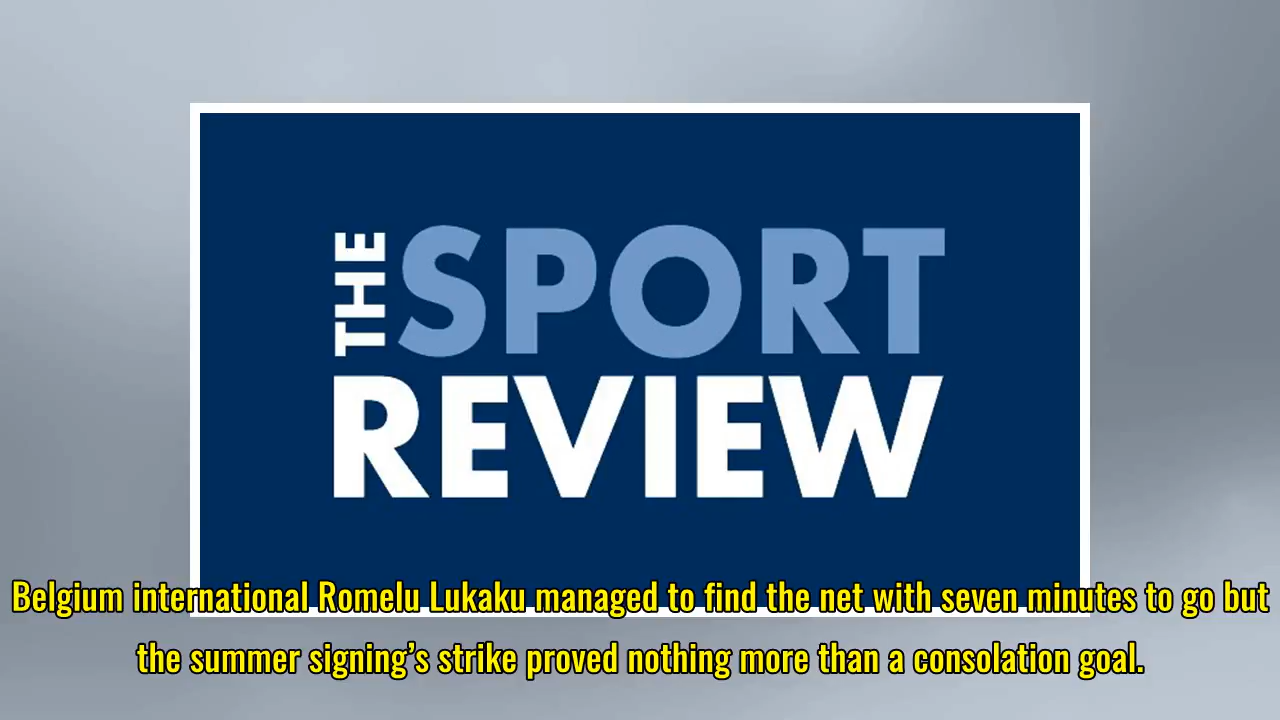 THE SPORT
REVIEW
Belgium international Romelu Lukaku managed to find the net with seven minutes to go but
the summer signing’s strike proved nothing more than a consolation goal.